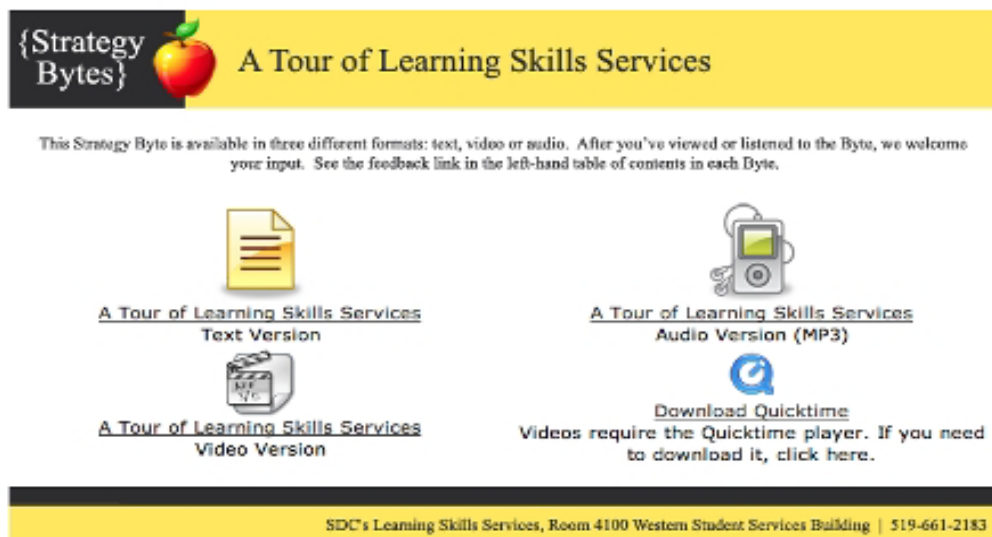 {Strategy
Bytes}
A Tour of Learning Skills Services
This Strategy Byte is available in three different formats: text, video or audio. After you've viewed or listened to the Byte, we welcome
your input. See the feedback link in the left-hand table of contents in each Byte.
A Tour of Learning Skills Services
Text Version
A Tour of Learning Skills Services
Audio Version (MP3)
A Tour of Learning Skills Services
Video Version
Download Quicktime
Videos require the Quicktime player. If you need
to download it, click here.
SDC's Learning Skills Services, Room 4100 Western Student Services Building | 519-661-2183